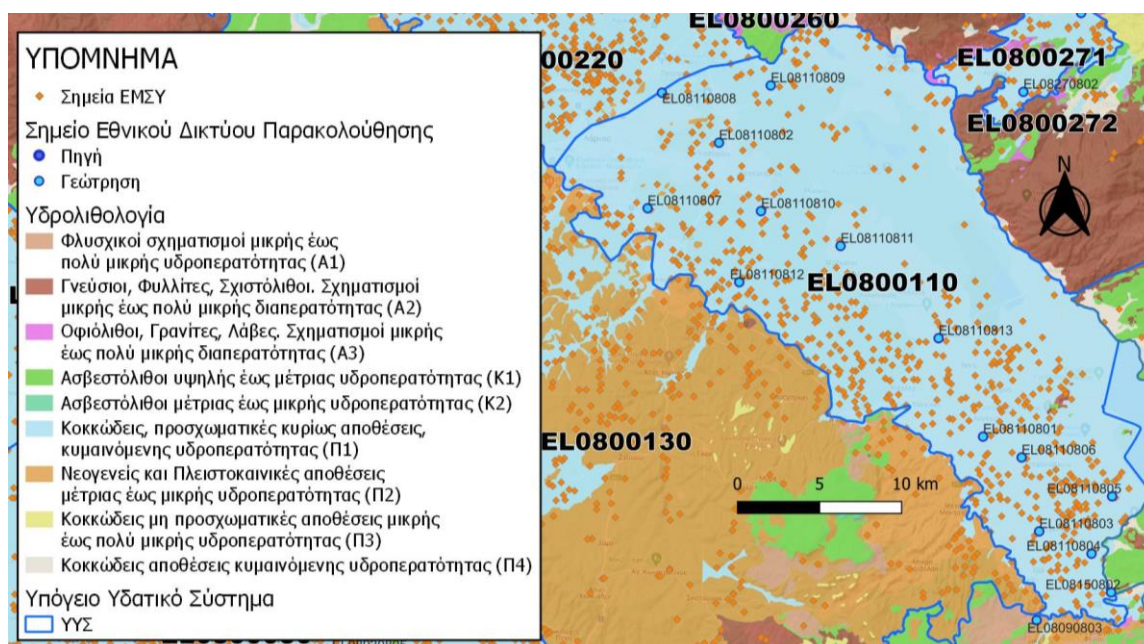 ΥΠΟΜΝΗΜΑ
Σημεία ΕΜΣΥ
Σημείο Εθνικού Δικτύου Παρακολούθησης
Πηγή
Γεώτρηση
Υδρολιθολογία
Φλυσχικοί σχηματισμοί μικρής έως
πολύ μικρής υδροπερατότητας (Α1)
Γνεύσιοι, Φυλλίτες, Σχιστόλιθοι. Σχηματισμοί
μικρής έως πολύ μικρής διαπερατότητας (Α2)
Οφιόλιθοι, Γρανίτες, Λάβες. Σχηματισμοί μικρής
έως πολύ μικρής διαπερατότητας (Α3)
Ασβεστόλιθοι υψηλής έως μέτριας υδροπερατότητας (Κ1)
Ασβεστόλιθοι μέτριας έως μικρής υδροπερατότητας (Κ2)
Κοκκώδεις, προσχωματικές κυρίως αποθέσεις,
κυμαινόμενης υδροπερατότητας (Π1)
Νεογενείς και Πλειστοκαινικές αποθέσεις
μέτριας έως μικρής υδροπερατότητας (Π2)
Κοκκώδεις μη προσχωματικές αποθέσεις μικρής
έως πολύ μικρής υδροπερατότητας (Π3)
Κοκκώδεις αποθέσεις κυμαινόμενης υδροπερατότητας (Π4)
Υπόγειο Υδατικό Σύστημα
ΥΥΣ
EL0800260
00220
EL0800271
EL08110809
EL08270802
EL08110808
EL0800272
EL08110802
N
EL08110807
EL08110810
EL08110811
EL08110812
EL0800110
EL08110813
EL0800130
EL08110801
EL08110806
0 5 10 km
EL08110805
EL08110803
EL08110804
EL08150802
EL08090803